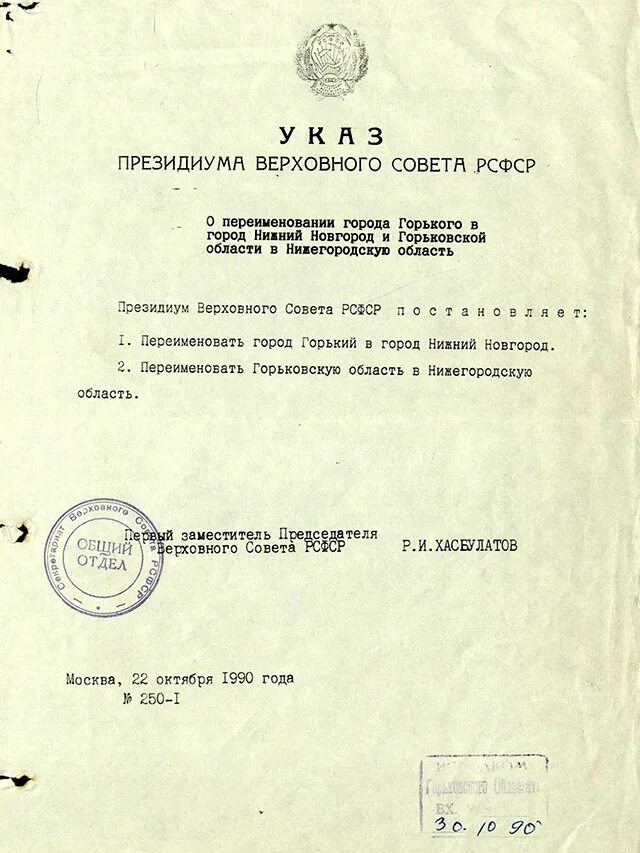 УКАЗ
ПРЕЗИДИУМА ВЕРХОВНОГО СОВЕТА РСФСР
О переименовании города Горького в
город Нижний Новгород и Горьковской
области в Нижегородскую область
Президиум Верховного Совета РСФСР постановляет:
1. Переименовать город Горький в город Нижний Новгород.
2. Переименовать Горьковскую область в Нижегородскую
область.
Секретариат Верховного Совета РСФСР
ОБЩИЙ
ОТДЕЛ
Первый заместитель Председателя
Верховного Совета РСФСР Р.И.ХАСБУЛАТОВ
Москва, 22 октября 1990 года
№ 250-I
ИСПОЛКОМ
ВХ.
30.10 90